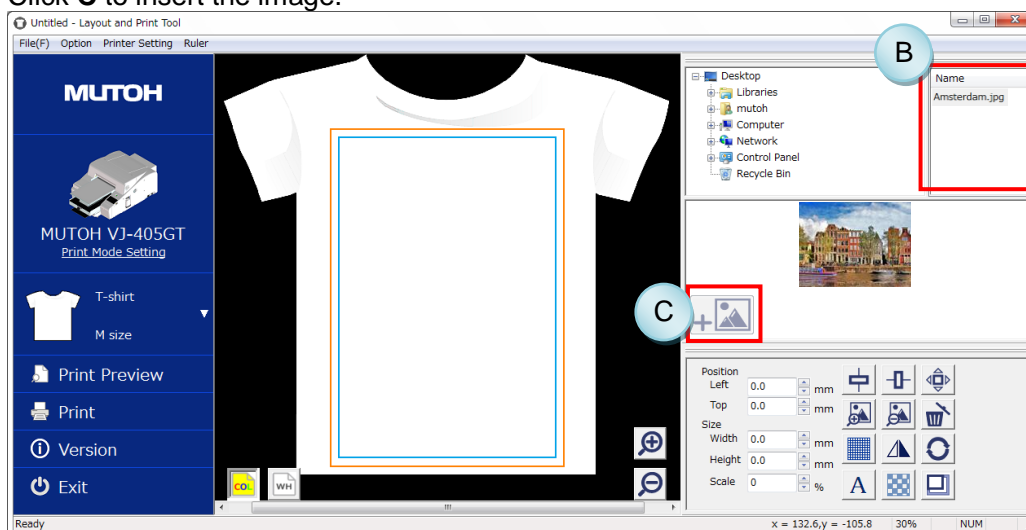 Click C to insert the image.
Untitled - Layout and Print Tool
File(F) Option Printer Setting Ruler
MUTOH
MUTOH VJ-405GT
Print Mode Setting
T-shirt
M size
Print Preview
Print
Version
Exit
COL
WH
Desktop
Libraries
mutoh
Computer
Network
Control Panel
Recycle Bin
B
Name
Amsterdam.jpg
C
Position
Left 0.0 mm
Top 0.0 mm
Size
Width 0.0 mm
Height 0.0 mm
Scale 0 %
A
Ready
x = 132.6,y = -105.8 30% NUM